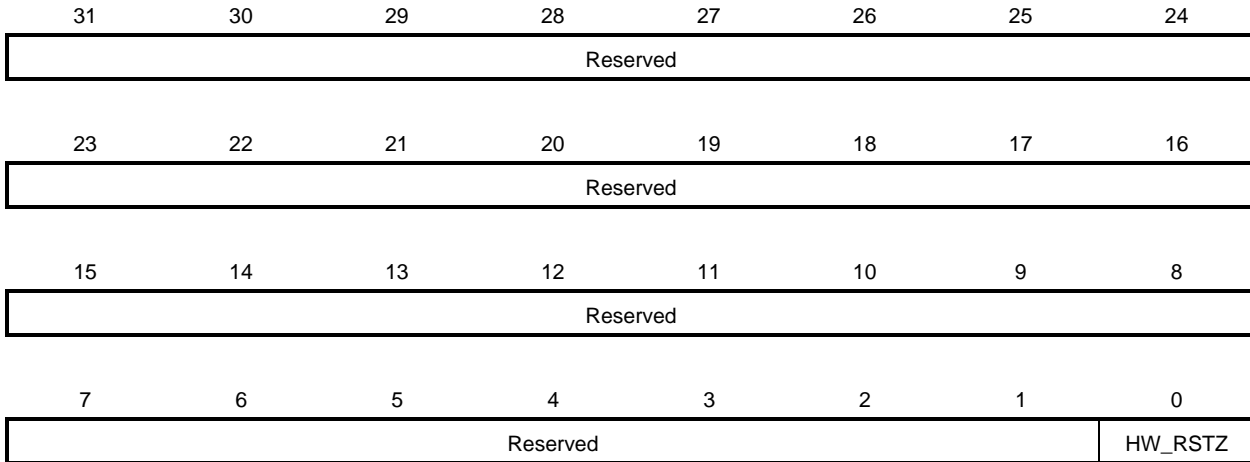 31 30 29 28 27 26 25 24
Reserved
23 22 21 20 19 18 17 16
Reserved
15 14 13 12 11 10 9 8
Reserved
7 6 5 4 3 2 1 0
Reserved HW_RSTZ